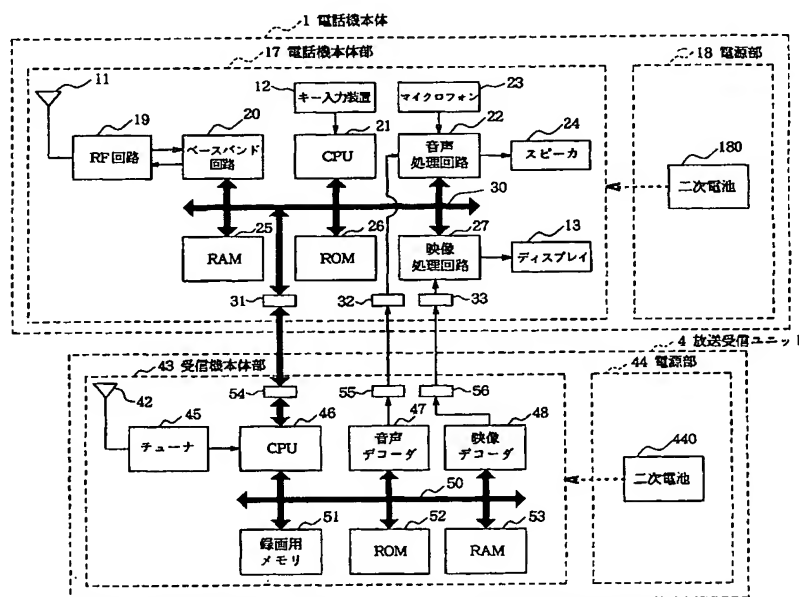 1 電話機本体
17 電話機本体部
18 電源部
11
12
キー入力装置
23
マイクロフォン
19
RF回路
20
ベースバンド
回路
21
CPU
22
音声
処理回路
24
スピーカ
180
二次電池
30
25
RAM
26
ROM
27
映像
処理回路
13
ディスプレイ
31
32
33
4 放送受信ユニット
43 受信機本体部
44 電源部
42
54
55
56
45
チューナ
46
CPU
47
音声
デコーダ
48
映像
デコーダ
440
二次電池
50
51
録画用
メモリ
52
ROM
53
RAM